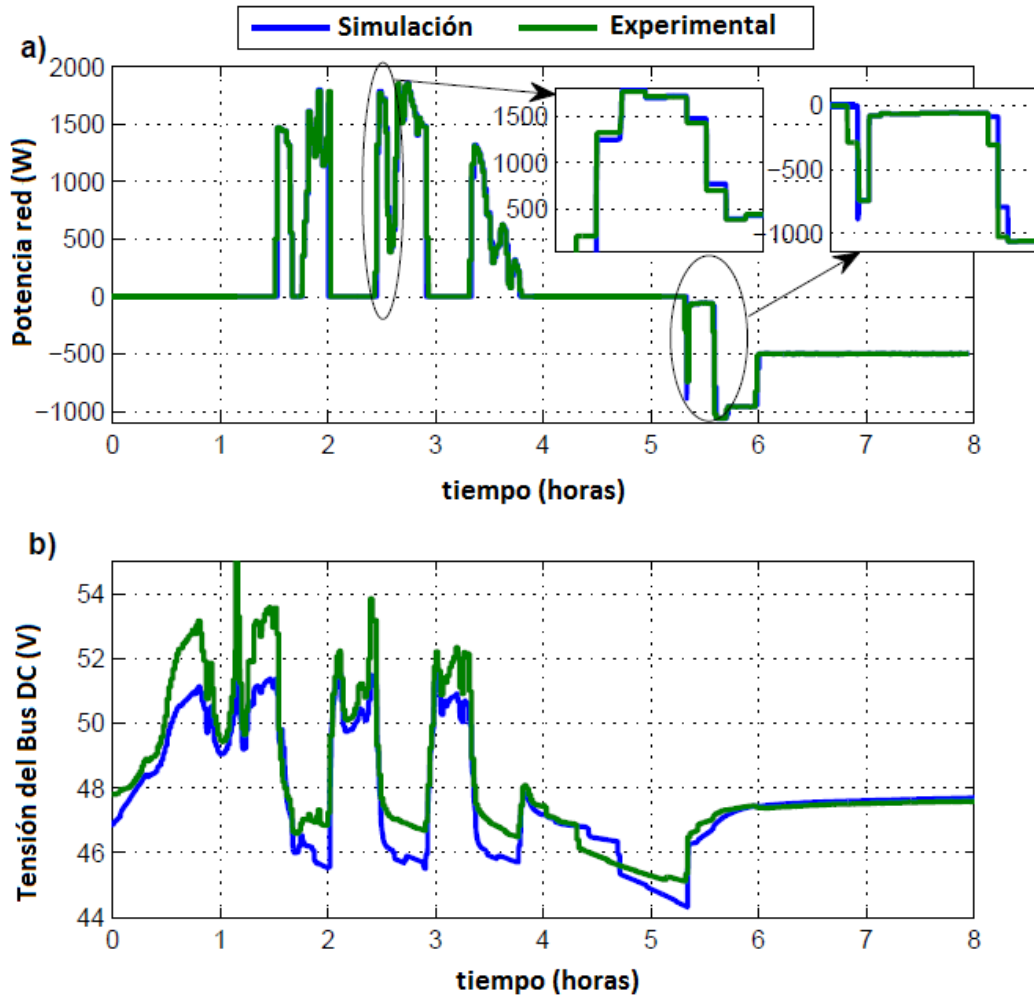 Simulación Experimental
a)
2000
1500
1000
500
0
−500
−1000
Potencia red (W)
1500
1000
500
0
−500
−1000
0 1 2 3 4 5 6 7 8
tiempo (horas)
b)
54
52
50
48
46
44
Tensión del Bus DC (V)
0 1 2 3 4 5 6 7 8
tiempo (horas)